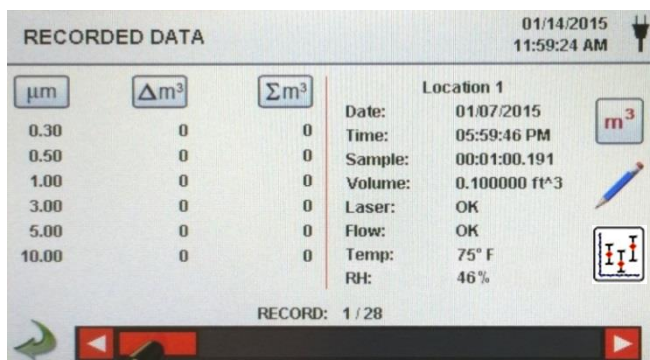 RECORDED DATA
01/14/2015
11:59:24 AM
μm Δm³ Σm³
0.30 0 0
0.50 0 0
1.00 0 0
3.00 0 0
5.00 0 0
10.00 0 0
Location 1
Date: 01/07/2015
Time: 05:59:46 PM
Sample: 00:01:00.191
Volume: 0.100000 ft^3
Laser: OK
Flow: OK
Temp: 75° F
RH: 46%
m³
RECORD: 1 / 28